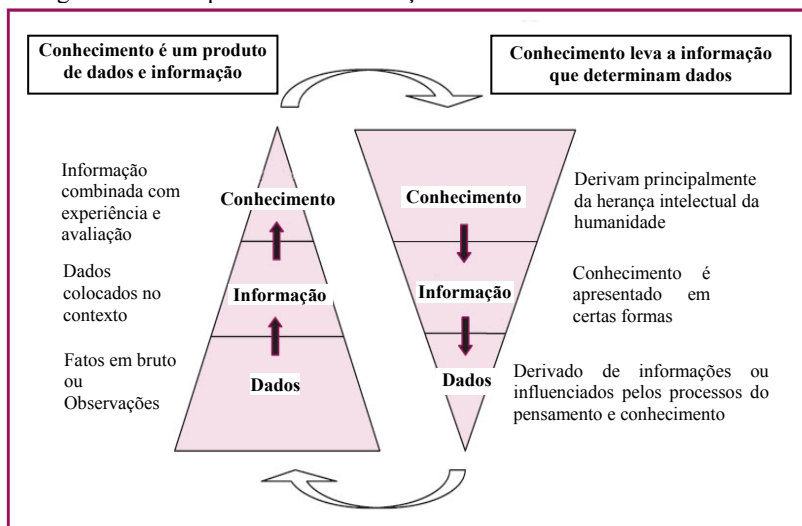 Conhecimento é um produto
de dados e informação
Conhecimento leva a informação
que determinam dados
Informação
combinada com
experiência e
avaliação
Dados
colocados no
contexto
Fatos em bruto
ou
Observações
Conhecimento
Informação
Dados
Conhecimento
Informação
Dados
Derivam principalmente
da herança intelectual da
humanidade
Conhecimento é
apresentado em
certas formas
Derivado de informações ou
influenciados pelos processos do
pensamento e conhecimento